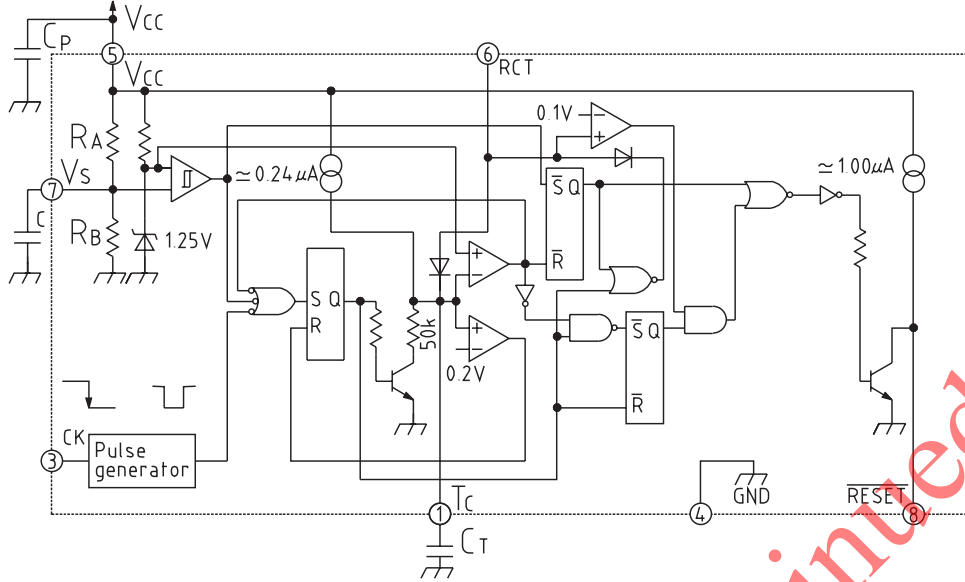 VCC
CP
5
6
RCT
VCC
0.1V
−
+
RA
VS
≃0.24μA
S̅ Q
≃1.00μA
7
C
RB
1.25V
+
−
R̅
S Q
R
50k
+
−
0.2V
S̅ Q
R̅
CK
3
Pulse
generator
TC
GND
R̅E̅S̅E̅T̅
1
4
8
CT
inued